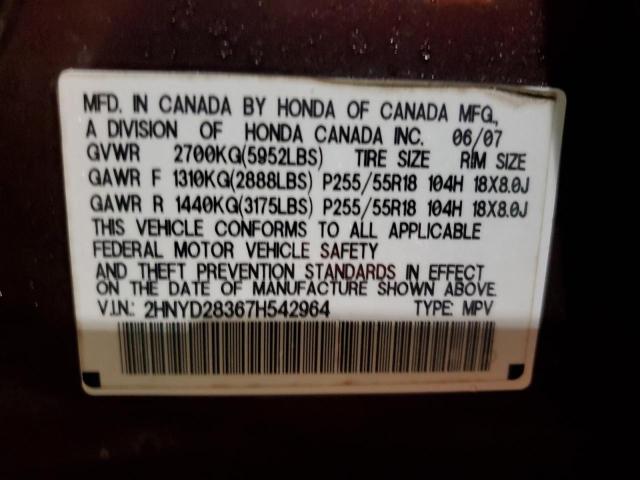 MFD. IN CANADA BY HONDA OF CANADA MFG.,
A DIVISION OF HONDA CANADA INC. 06/07
GVWR 2700KG(5952LBS) TIRE SIZE RIM SIZE
GAWR F 1310KG(2888LBS) P255/55R18 104H 18X8.0J
GAWR R 1440KG(3175LBS) P255/55R18 104H 18X8.0J
THIS VEHICLE CONFORMS TO ALL APPLICABLE
FEDERAL MOTOR VEHICLE SAFETY
AND THEFT PREVENTION STANDARDS IN EFFECT
ON THE DATE OF MANUFACTURE SHOWN ABOVE.
V.I.N.: 2HNYD28367H542964 TYPE: MPV